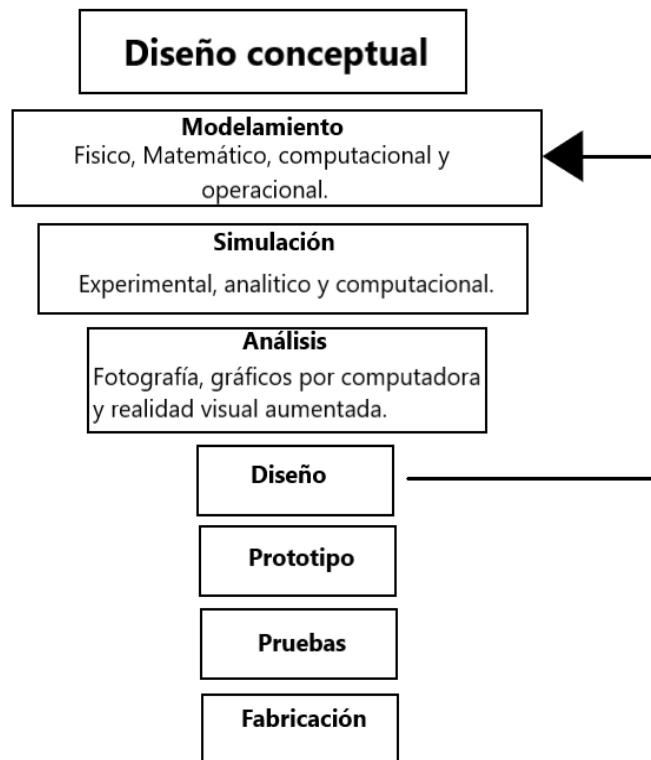 Diseño conceptual
Modelamiento
Fisico, Matemático, computacional y
operacional.
Simulación
Experimental, analitico y computacional.
Análisis
Fotografía, gráficos por computadora
y realidad visual aumentada.
Diseño
Prototipo
Pruebas
Fabricación